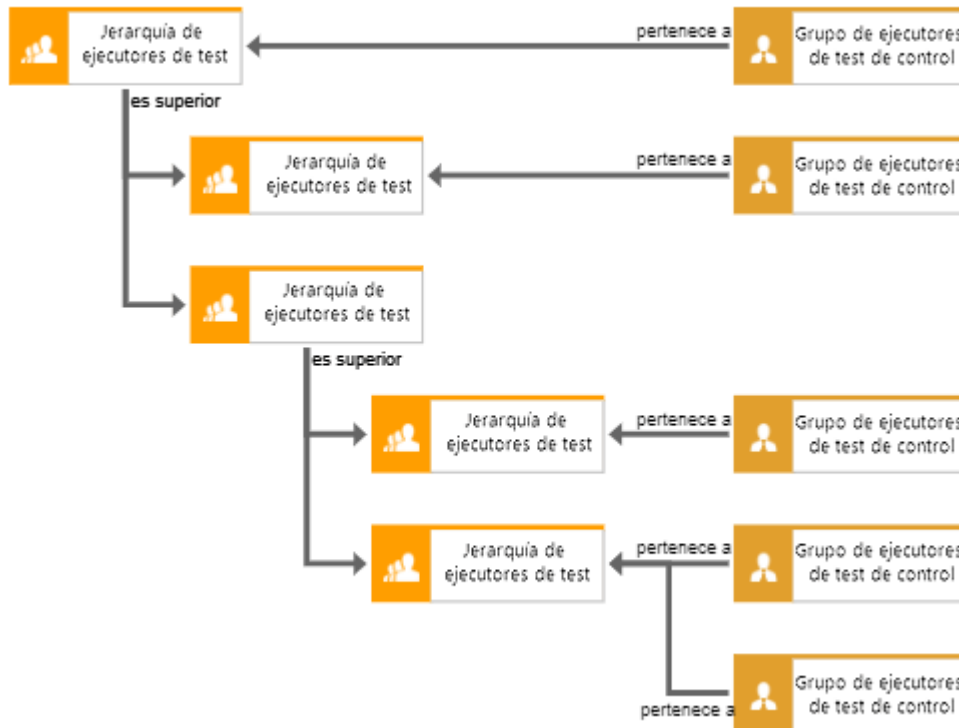 Jerarquía de
ejecutores de test
pertenece a
Grupo de ejecutores
de test de control
es superior
Jerarquía de
ejecutores de test
pertenece a
Grupo de ejecutores
de test de control
Jerarquía de
ejecutores de test
es superior
Jerarquía de
ejecutores de test
pertenece a
Grupo de ejecutores
de test de control
Jerarquía de
ejecutores de test
pertenece a
Grupo de ejecutores
de test de control
pertenece a
Grupo de ejecutores
de test de control